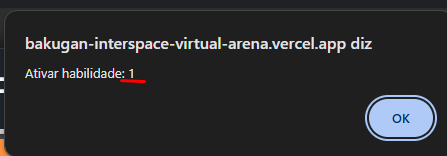 bakugan-interspace-virtual-arena.vercel.app diz
Ativar habilidade: 1
OK